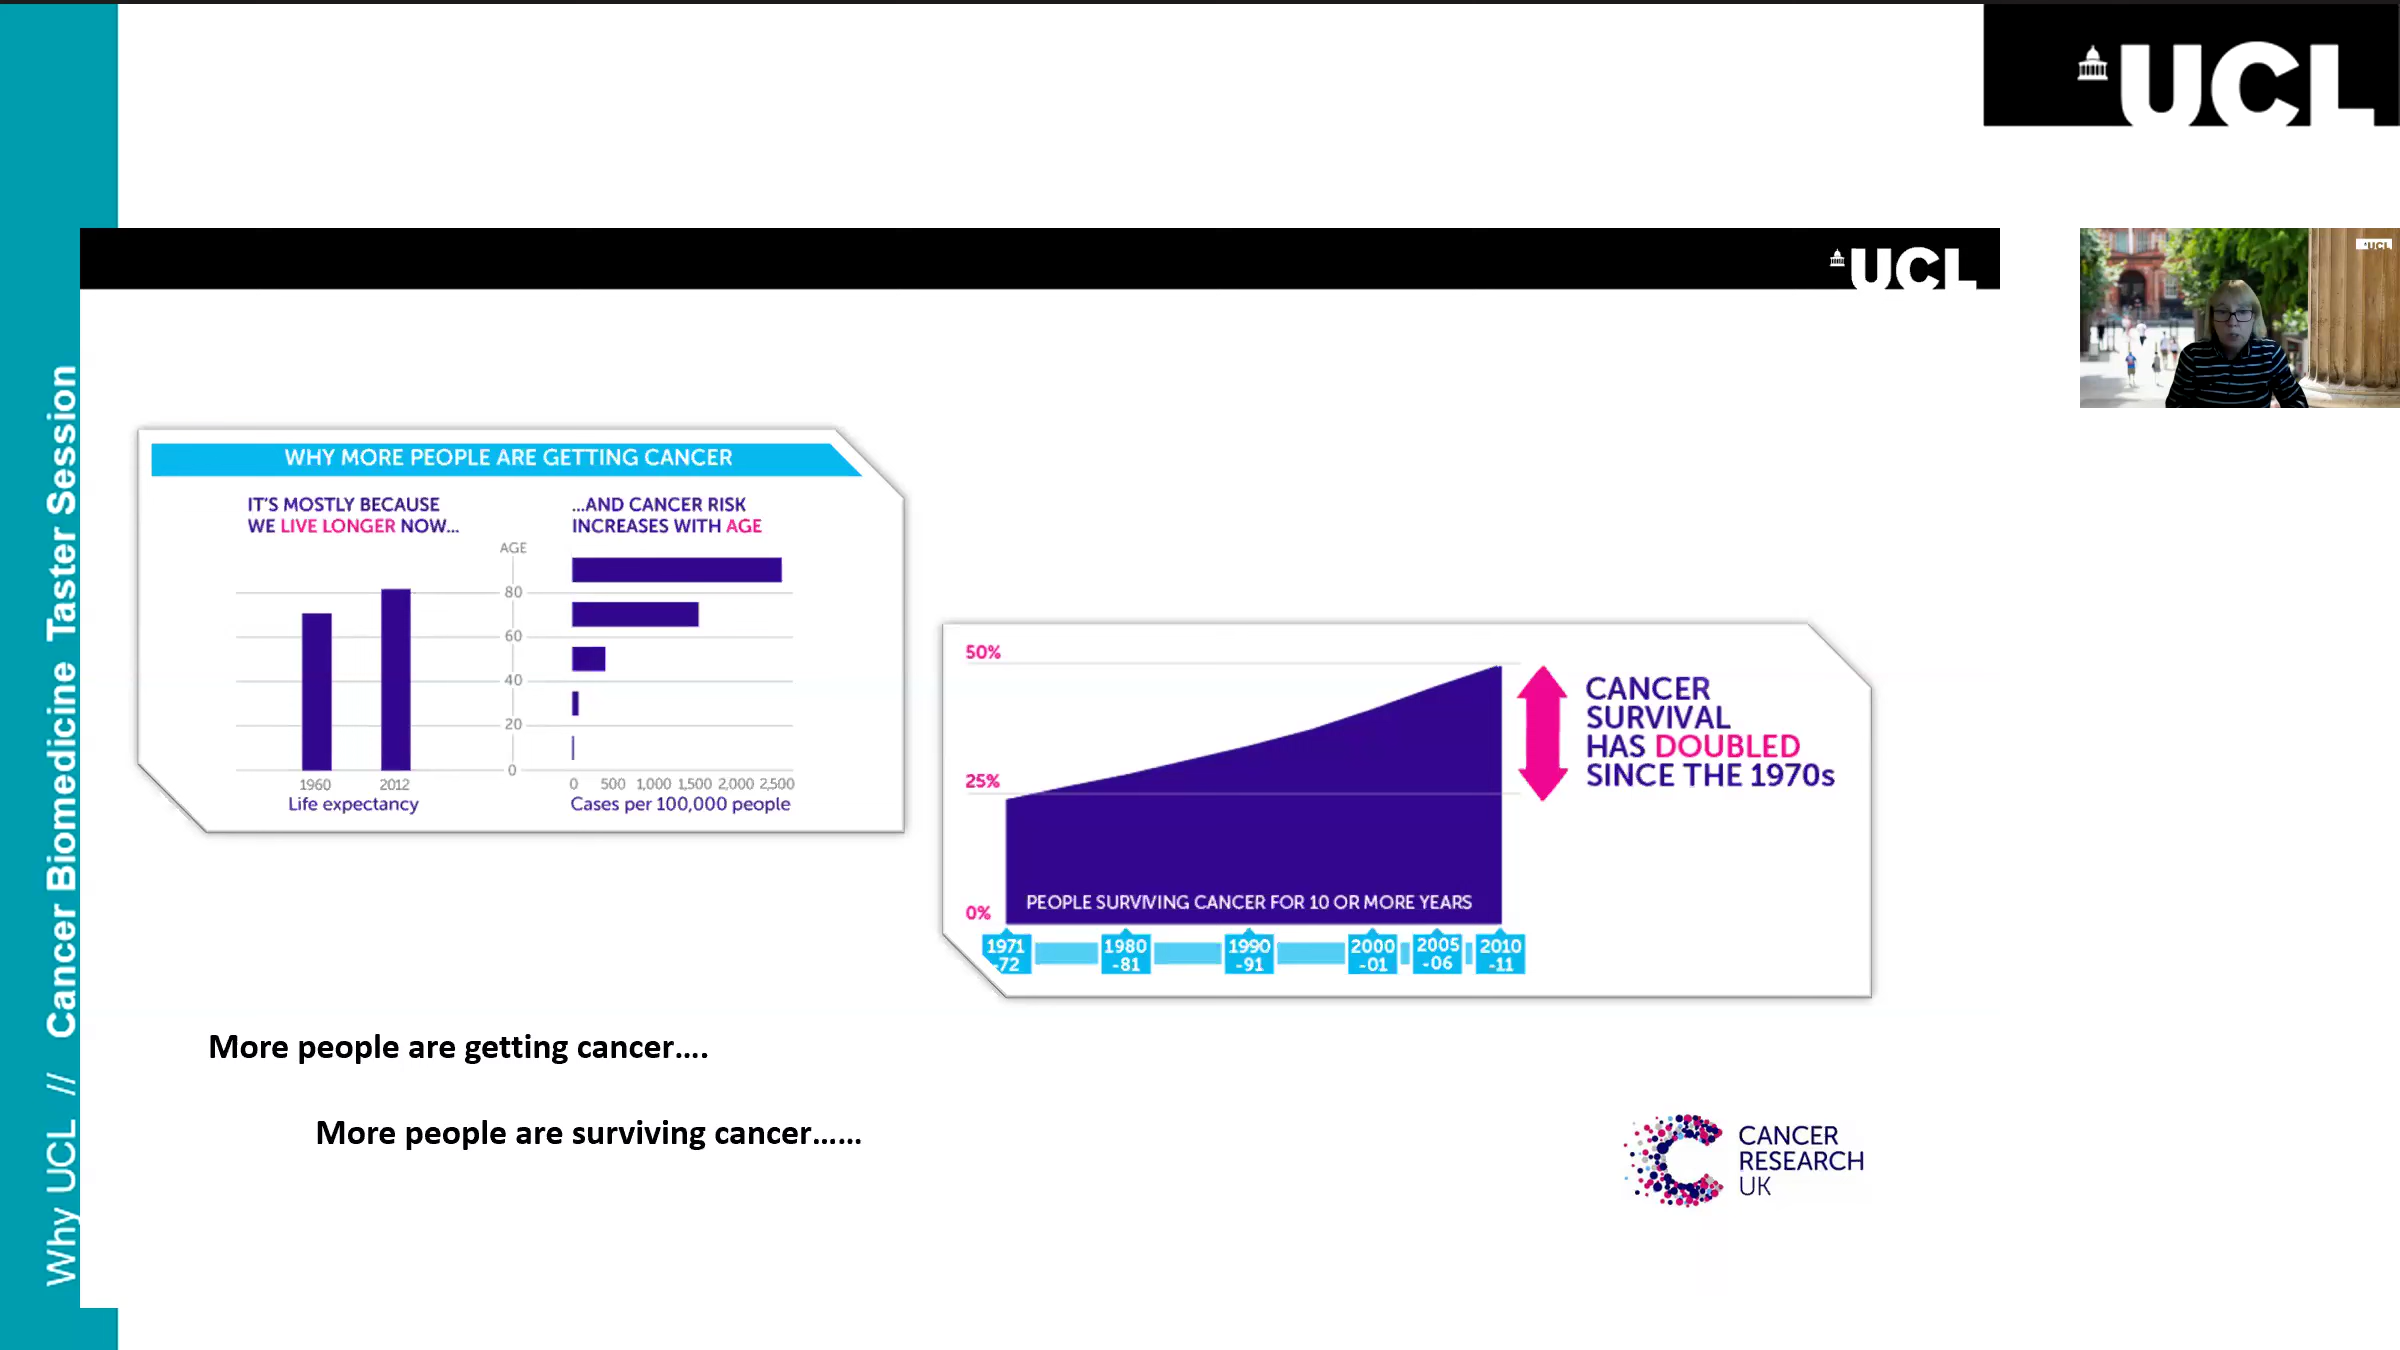 UCL
UCL
UCL
Why UCL // Cancer Biomedicine Taster Session
WHY MORE PEOPLE ARE GETTING CANCER
IT'S MOSTLY BECAUSE
WE LIVE LONGER NOW...
...AND CANCER RISK
INCREASES WITH AGE
AGE
80
60
40
20
0
1960 2012
Life expectancy
0 500 1,000 1,500 2,000 2,500
Cases per 100,000 people
50%
25%
0%
CANCER
SURVIVAL
HAS DOUBLED
SINCE THE 1970s
PEOPLE SURVIVING CANCER FOR 10 OR MORE YEARS
1971
-72
1980
-81
1990
-91
2000
-01
2005
-06
2010
-11
More people are getting cancer....
More people are surviving cancer......
CANCER
RESEARCH
UK